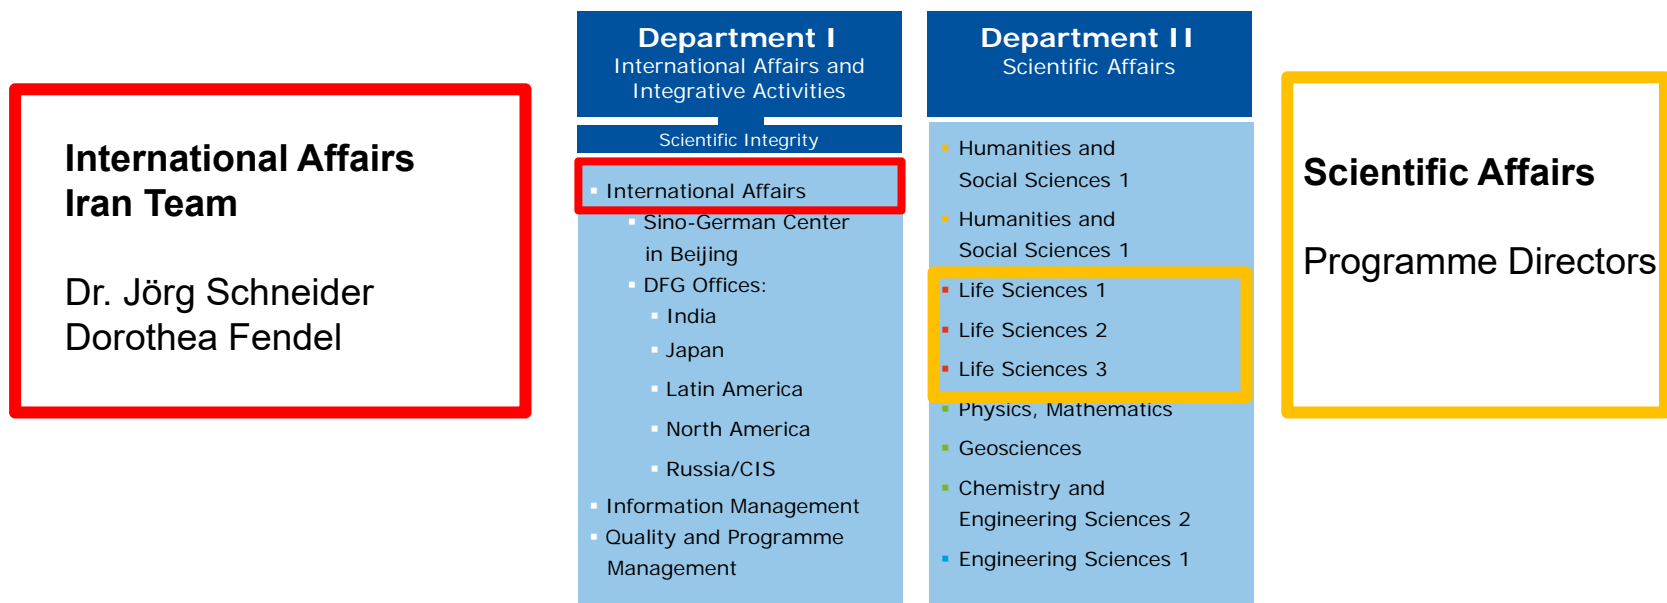 International Affairs
Iran Team
Dr. Jörg Schneider
Dorothea Fendel
Department I
International Affairs and
Integrative Activities
Scientific Integrity
International Affairs
Sino-German Center
in Beijing
DFG Offices:
India
Japan
Latin America
North America
Russia/CIS
Information Management
Quality and Programme
Management
Department II
Scientific Affairs
Humanities and
Social Sciences 1
Humanities and
Social Sciences 1
Life Sciences 1
Life Sciences 2
Life Sciences 3
Physics, Mathematics
Geosciences
Chemistry and
Engineering Sciences 2
Engineering Sciences 1
Scientific Affairs
Programme Directors